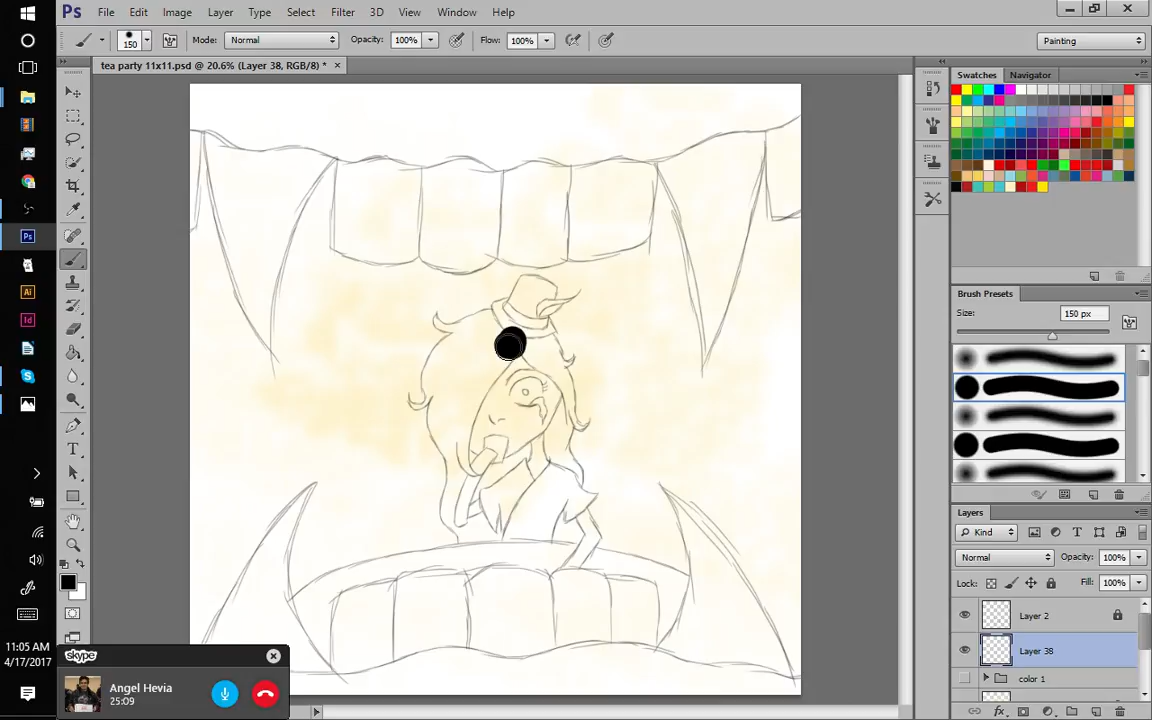 Ps File Edit Image Layer Type Select Filter 3D View Window Help
150 Mode: Normal Opacity: 100% Flow: 100% Painting
tea party 11x11.psd @ 20.6% (Layer 38, RGB/8) * ×
Swatches Navigator
Ps
Ai
Id
Brush Presets
Size: 150 px
Layers
Kind
Normal Opacity: 100%
Lock: Fill: 100%
Layer 2
Layer 38
color 1
11:05 AM
4/17/2017
skype
Angel Hevia
25:09